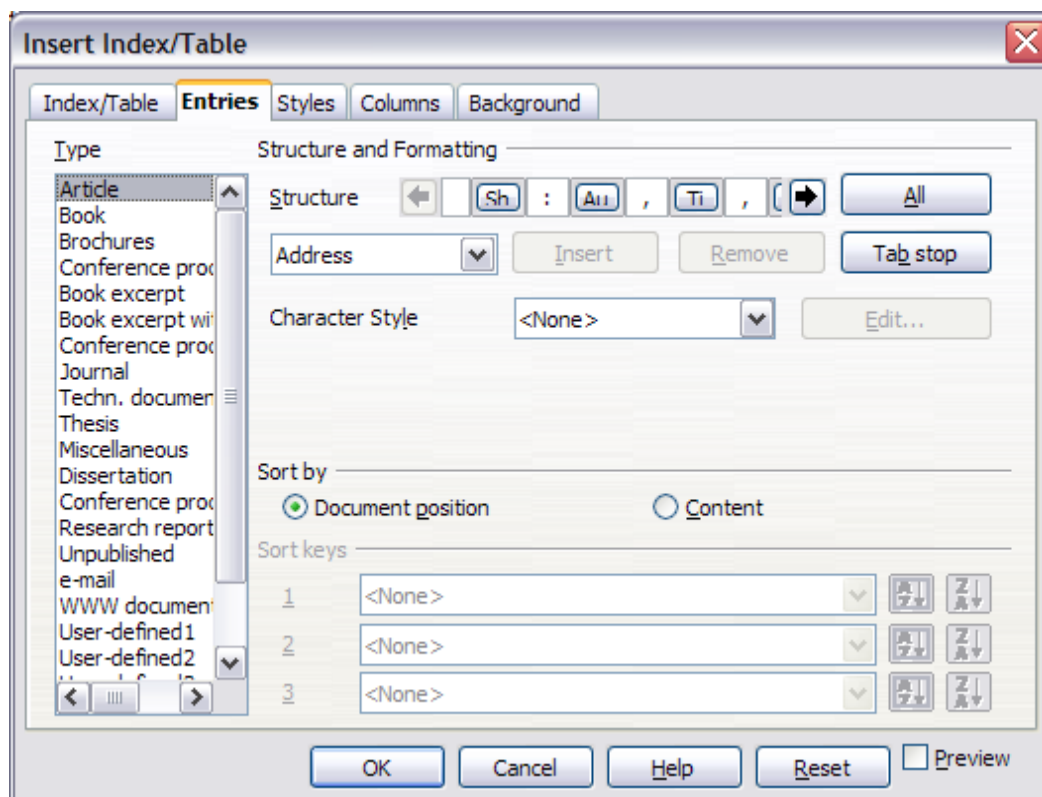 Insert Index/Table
Index/Table Entries Styles Columns Background
Type
Article
Book
Brochures
Conference proc
Book excerpt
Book excerpt wi
Conference proc
Journal
Techn. documen
Thesis
Miscellaneous
Dissertation
Conference proc
Research report
Unpublished
e-mail
WWW document
User-defined1
User-defined2
Structure and Formatting
Structure Sh : Au , Ti , All
Address Insert Remove Tab stop
Character Style <None> Edit...
Sort by
Document position Content
Sort keys
1 <None>
2 <None>
3 <None>
OK Cancel Help Reset Preview